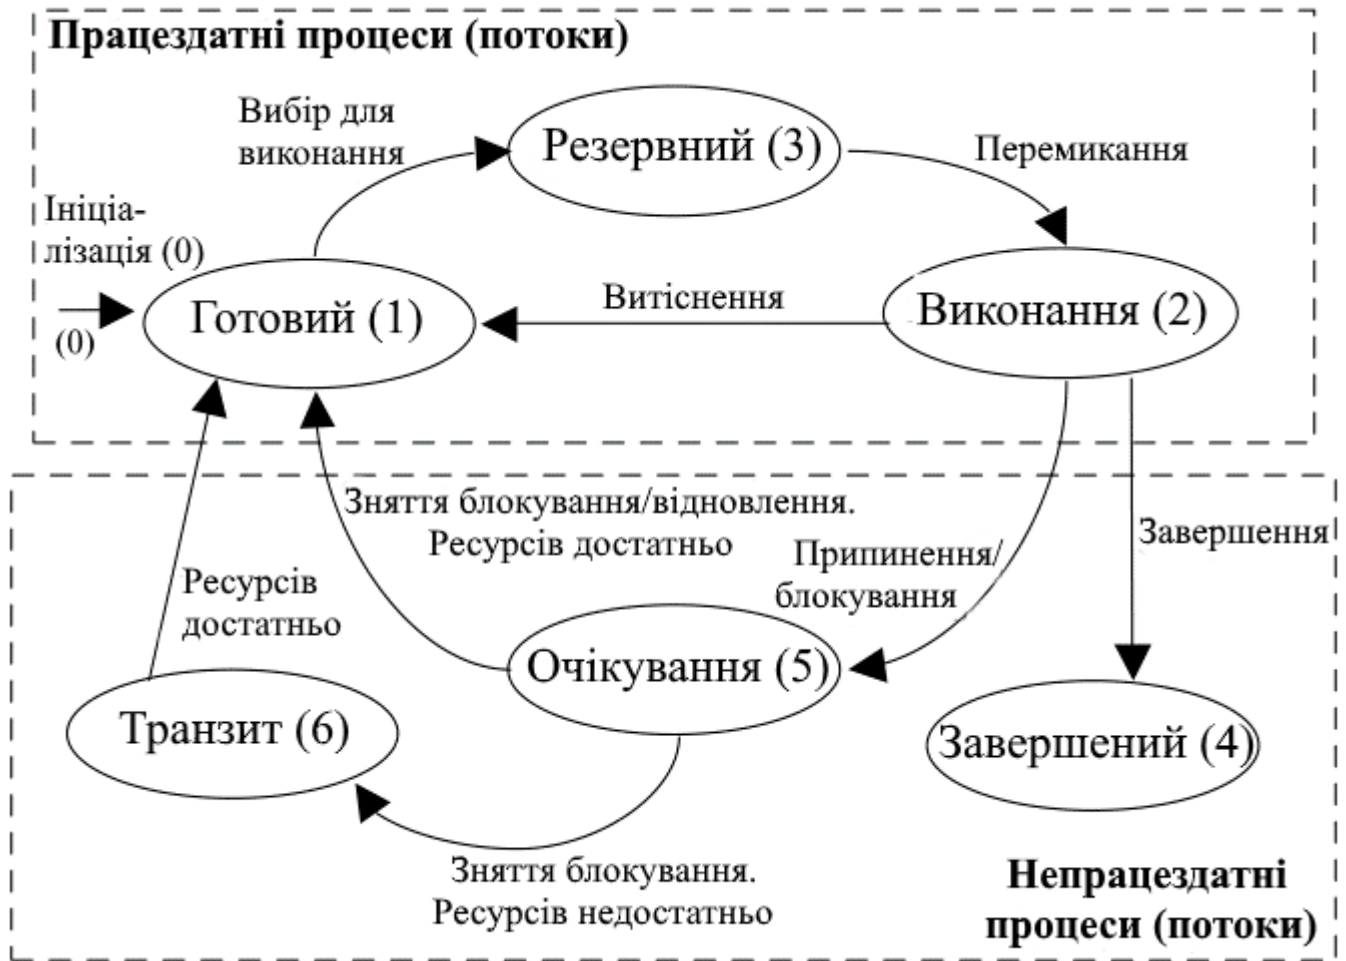 Працездатні процеси (потоки)
Вибір для
виконання
Резервний (3)
Перемикання
Ініціа-
лізація (0)
(0)
Готовий (1)
Витіснення
Виконання (2)
Зняття блокування/відновлення.
Ресурсів достатньо
Припинення/
блокування
Завершення
Ресурсів
достатньо
Очікування (5)
Транзит (6)
Завершений (4)
Зняття блокування.
Ресурсів недостатньо
Непрацездатні
процеси (потоки)